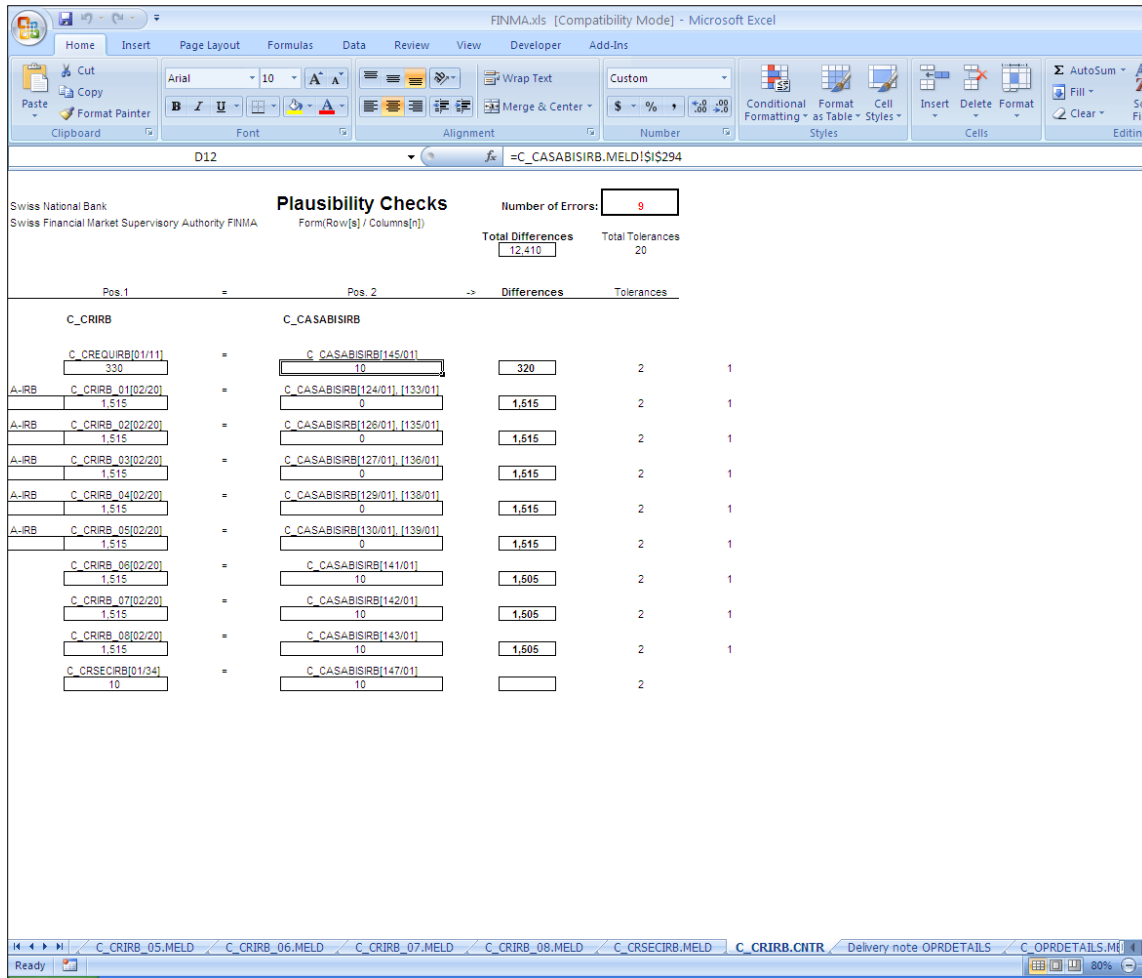 FINMA.xls [Compatibility Mode] - Microsoft Excel
Home Insert Page Layout Formulas Data Review View Developer Add-Ins
Cut Arial 10 Wrap Text Custom AutoSum
Paste Copy Fill
Format Painter B I U Merge & Center $ % , Conditional Formatting Format as Table Cell Styles Insert Delete Format Clear
Clipboard Font Alignment Number Styles Cells Editin
D12 fx =C_CASABISIRB.MELD!$I$294
Swiss National Bank Plausibility Checks Number of Errors: 9
Swiss Financial Market Supervisory Authority FINMA Form(Row[s] / Columns[n])
Total Differences Total Tolerances
12,410 20
Pos.1 = Pos. 2 -> Differences Tolerances
C_CRIRB C_CASABISIRB
C_CREQUIRB[01/11] = C_CASABISIRB[145/01]
330 10 320 2 1
A-IRB C_CRIRB_01[02/20] = C_CASABISIRB[124/01], [133/01]
1,515 0 1,515 2 1
A-IRB C_CRIRB_02[02/20] = C_CASABISIRB[126/01], [135/01]
1,515 0 1,515 2 1
A-IRB C_CRIRB_03[02/20] = C_CASABISIRB[127/01], [136/01]
1,515 0 1,515 2 1
A-IRB C_CRIRB_04[02/20] = C_CASABISIRB[129/01], [138/01]
1,515 0 1,515 2 1
A-IRB C_CRIRB_05[02/20] = C_CASABISIRB[130/01], [139/01]
1,515 0 1,515 2 1
C_CRIRB_06[02/20] = C_CASABISIRB[141/01]
1,515 10 1,505 2 1
C_CRIRB_07[02/20] = C_CASABISIRB[142/01]
1,515 10 1,505 2 1
C_CRIRB_08[02/20] = C_CASABISIRB[143/01]
1,515 10 1,505 2 1
C_CRSECIRB[01/34] = C_CASABISIRB[147/01]
10 10 2
C_CRIRB_05.MELD C_CRIRB_06.MELD C_CRIRB_07.MELD C_CRIRB_08.MELD C_CRSECIRB.MELD C_CRIRB.CNTR Delivery note OPRDETAILS C_OPRDETAILS.ME
Ready 80%